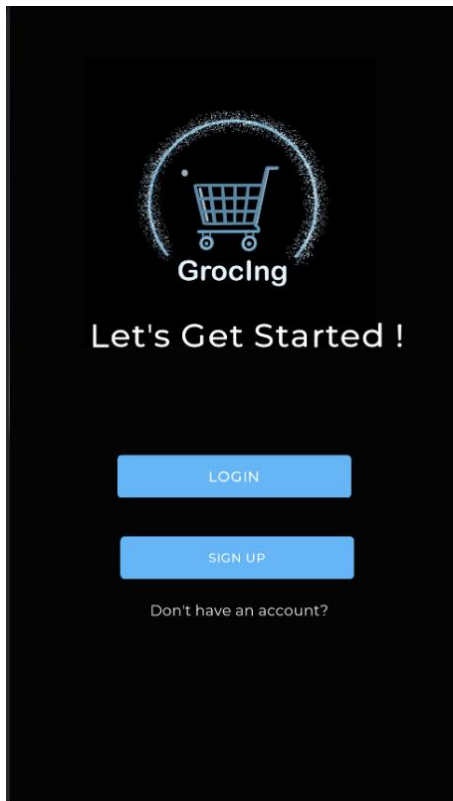 GrocIng
Let's Get Started !
LOGIN
SIGN UP
Don't have an account?